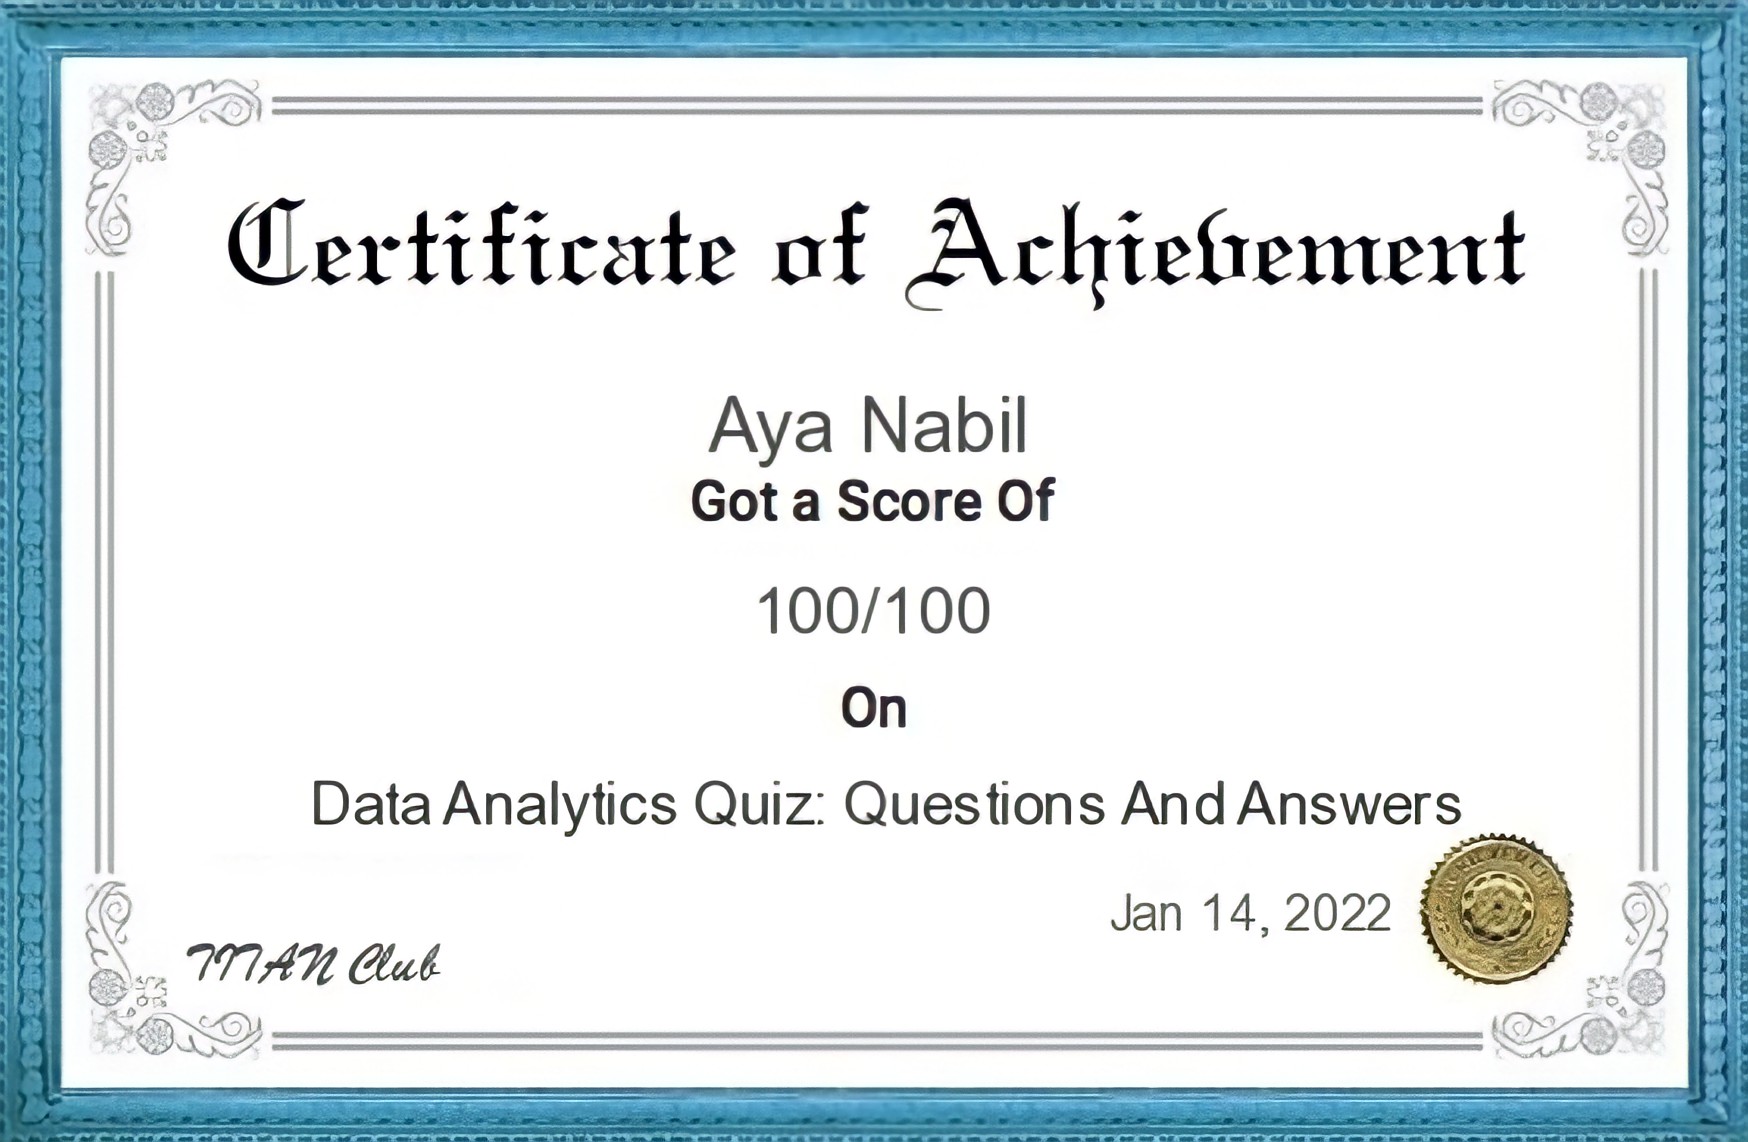 Certificate of Achievement
Aya Nabil
Got a Score Of
100/100
On
Data Analytics Quiz: Questions And Answers
Jan 14, 2022
TITAN Club